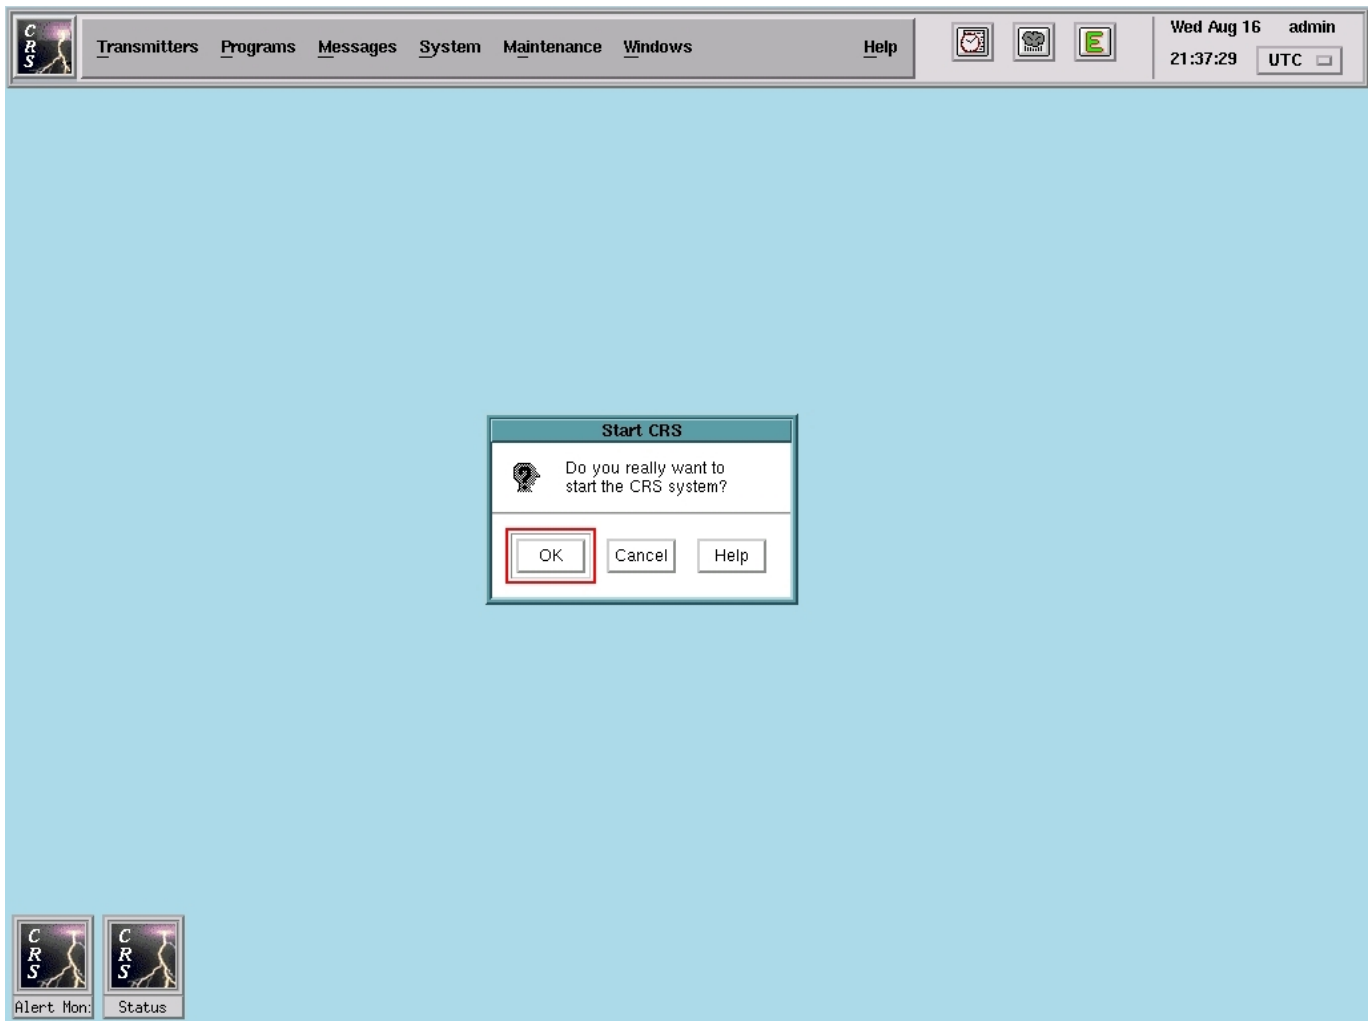 C
R
S
Transmitters Programs Messages System Maintenance Windows Help
E
Wed Aug 16 admin
21:37:29 UTC
Start CRS
Do you really want to
start the CRS system?
OK Cancel Help
C
R
S
Alert Mon:
C
R
S
Status